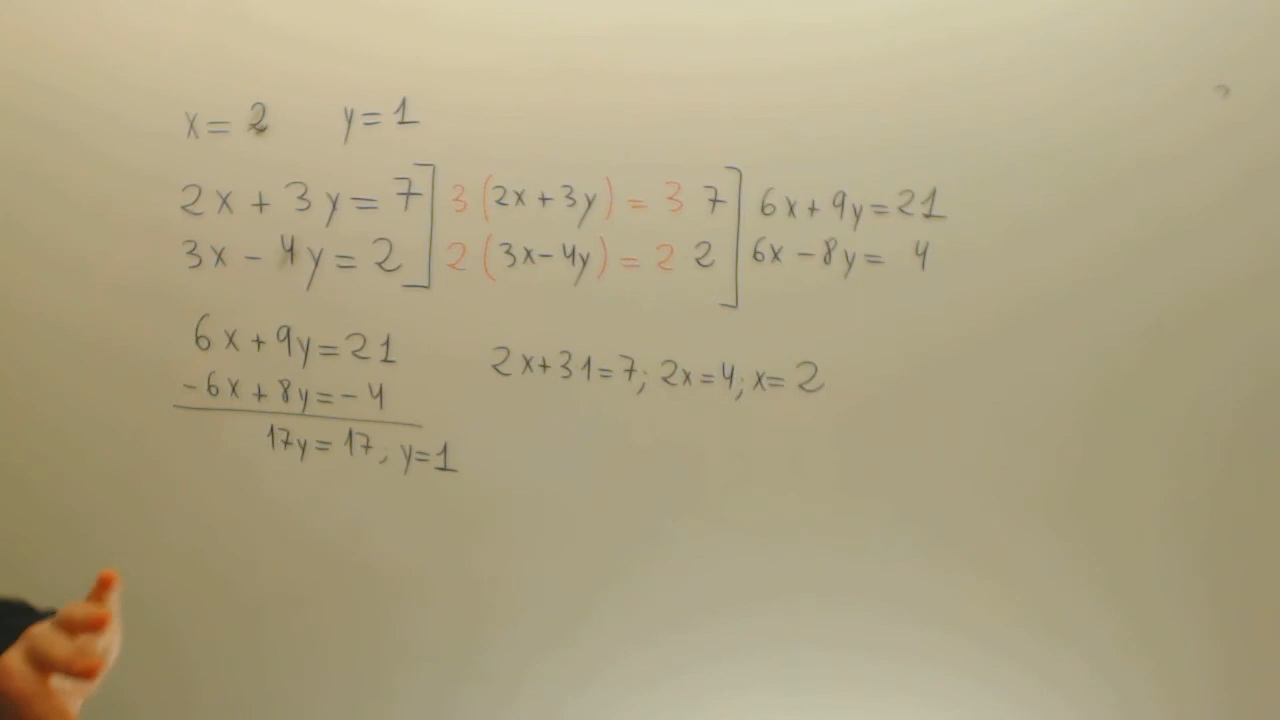 x = 2 y = 1
2x + 3y = 7 ] 3 (2x + 3y) = 3 7 ] 6x + 9y = 21
3x - 4y = 2 ] 2 (3x - 4y) = 2 2 ] 6x - 8y = 4
6x + 9y = 21
2x + 3 1 = 7; 2x = 4; x = 2
-6x + 8y = -4
17y = 17, y = 1